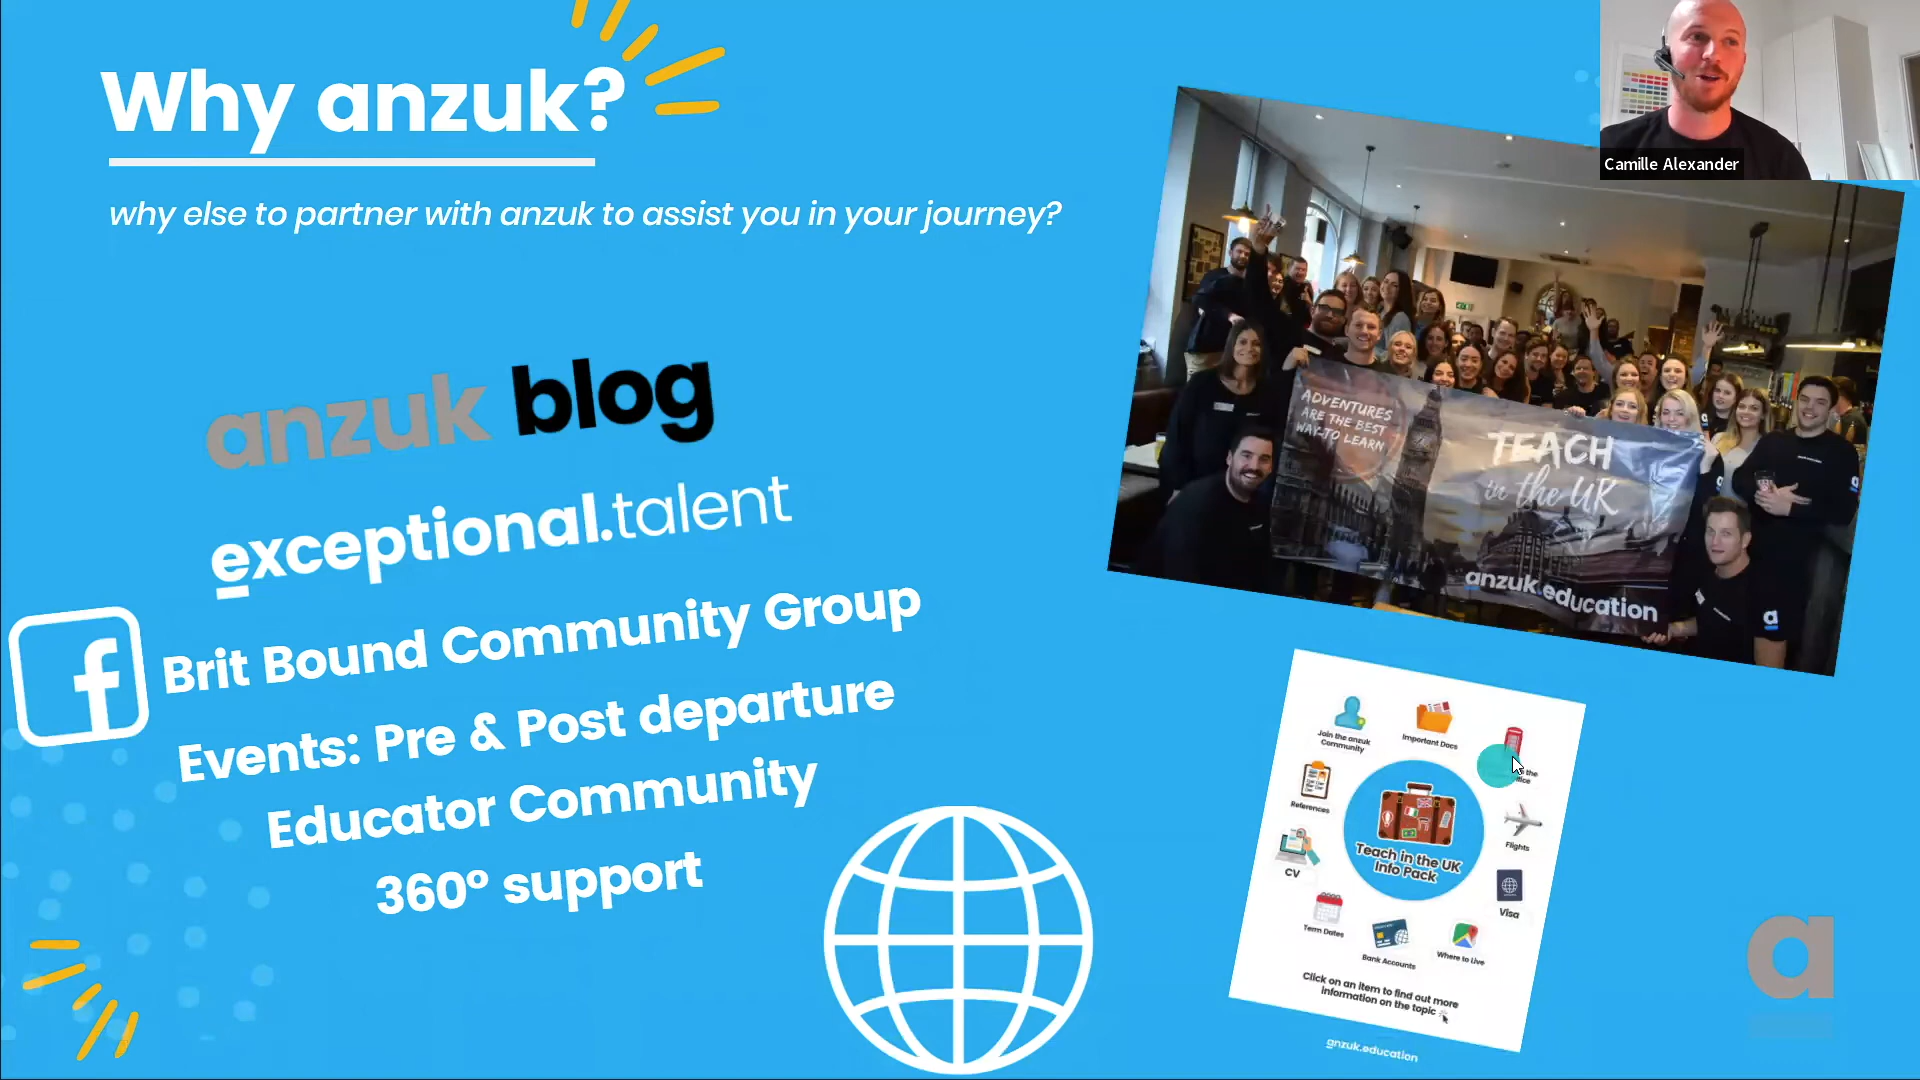 Why anzuk?
why else to partner with anzuk to assist you in your journey?
Camille Alexander
anzuk blog
exceptional.talent
f
Brit Bound Community Group
Events: Pre & Post departure
Educator Community
360º support
ADVENTURES
ARE THE BEST
WAY TO LEARN
TEACH
in the UK
anzuk.education
a
Join the anzuk
Community
Important Docs
the
References
Flights
CV
Teach in the UK
Info Pack
Visa
Term Dates
Bank Accounts
Where to Live
Click on an item to find out more
information on the topic
anzuk.education
a